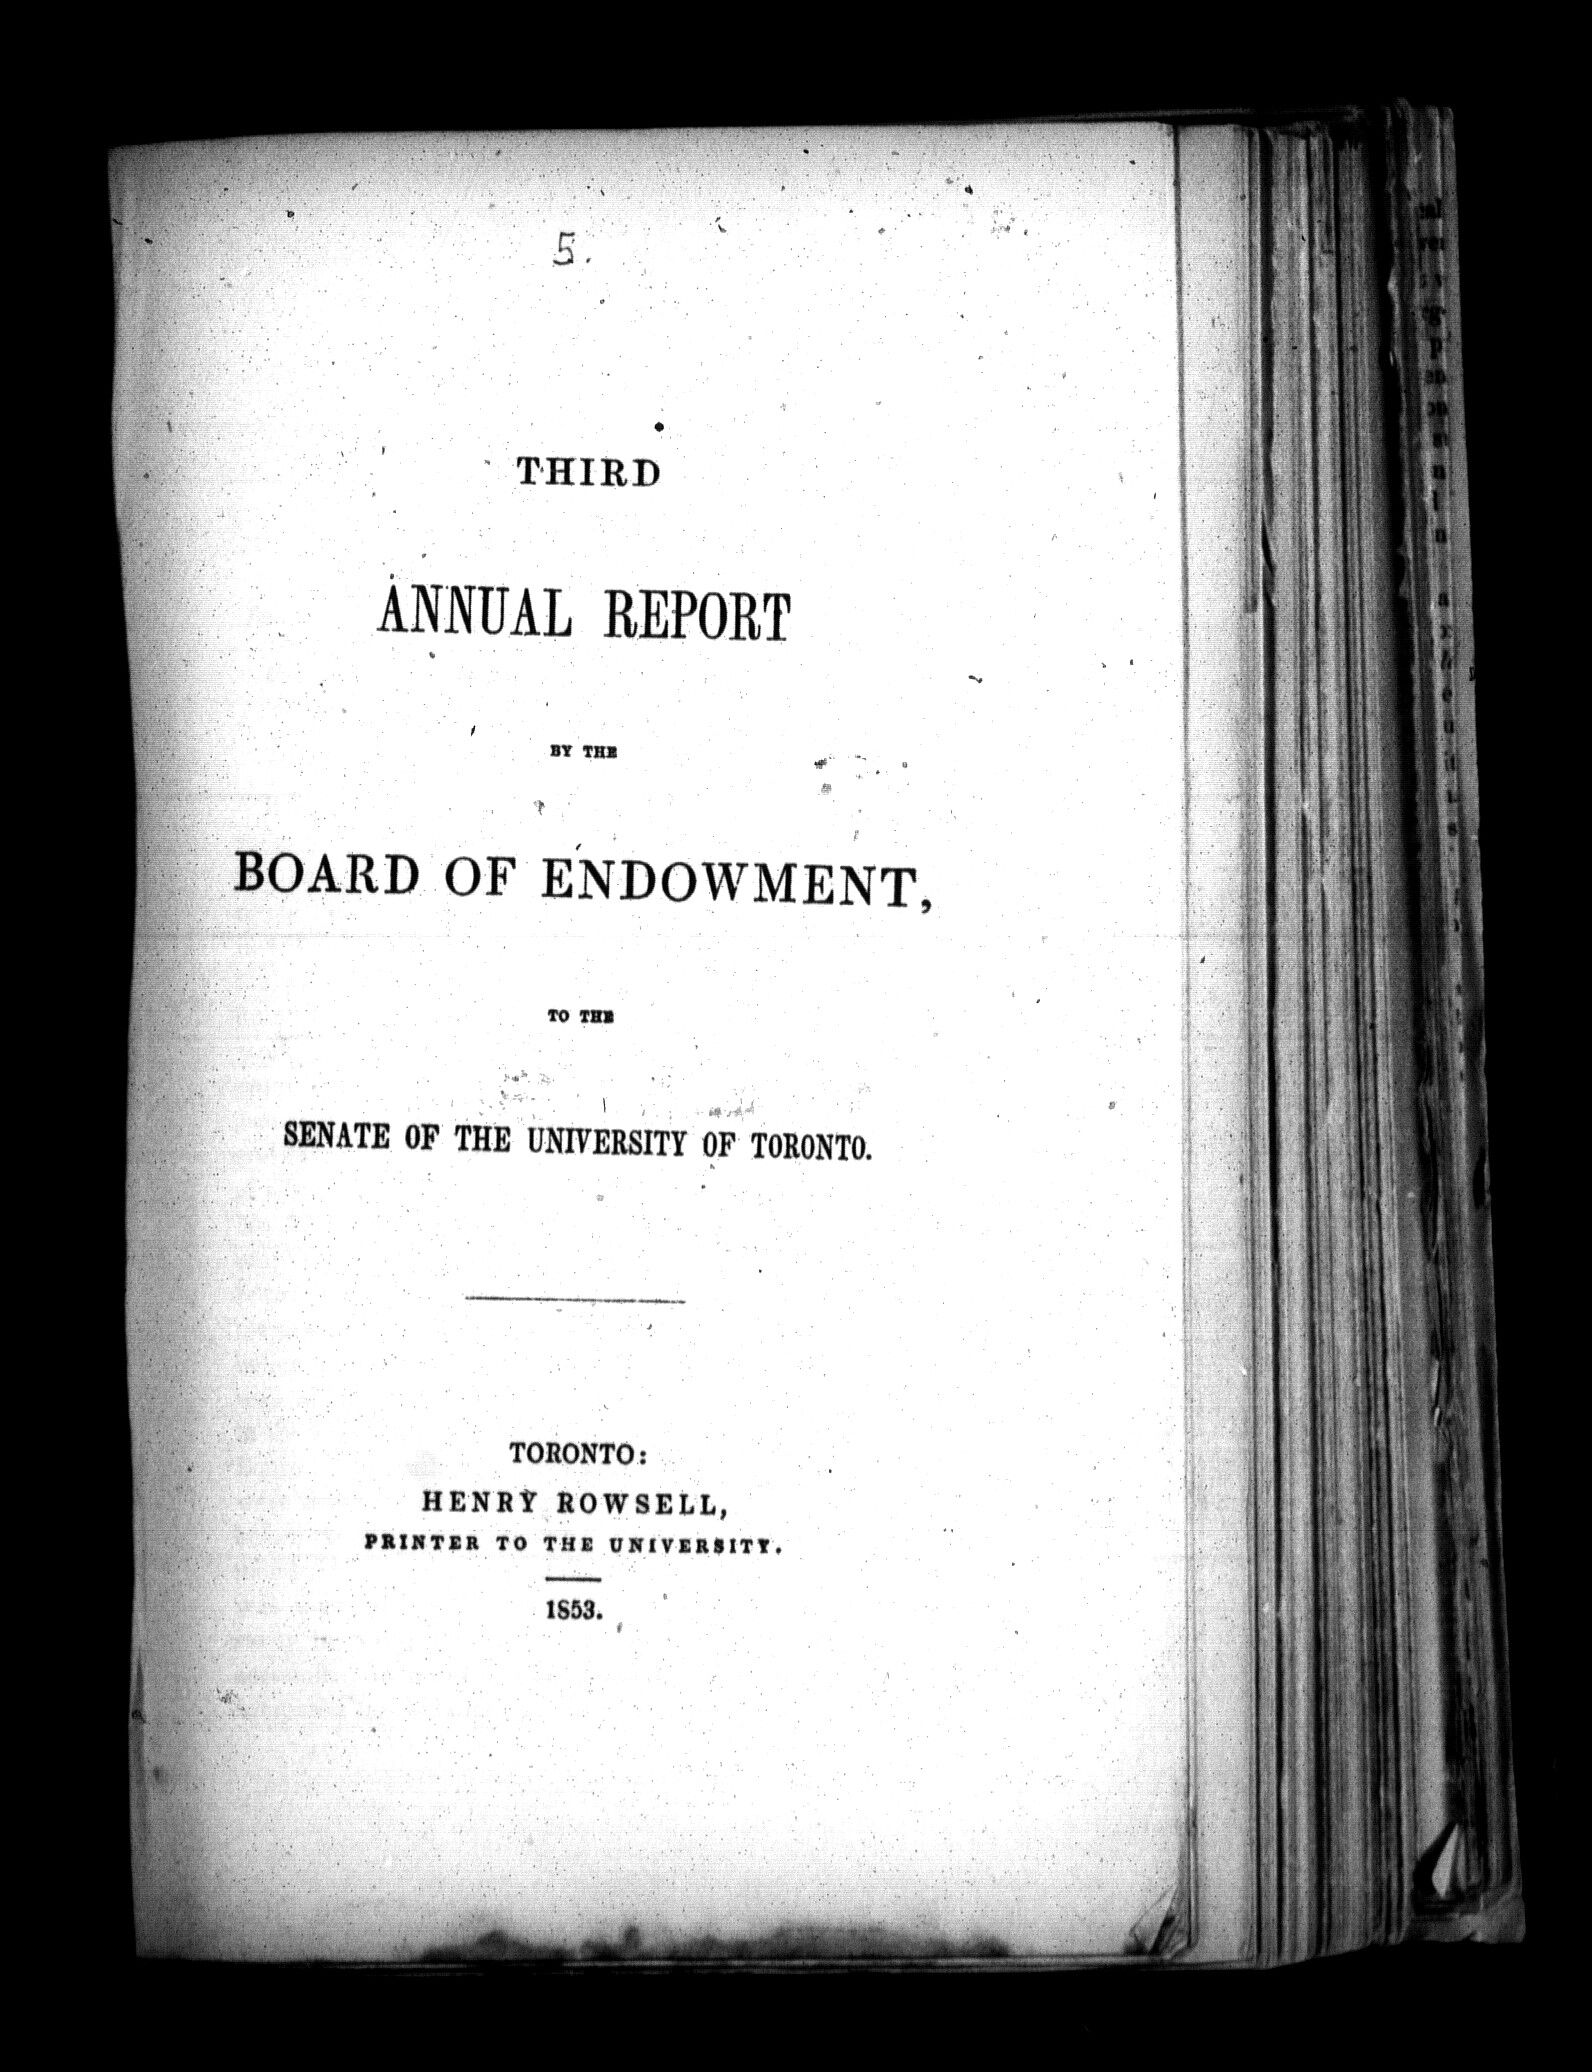 5.
THIRD
ANNUAL REPORT
BY THE
BOARD OF ENDOWMENT,
TO THE
SENATE OF THE UNIVERSITY OF TORONTO.
TORONTO:
HENRY ROWSELL,
PRINTER TO THE UNIVERSITY.
1853.